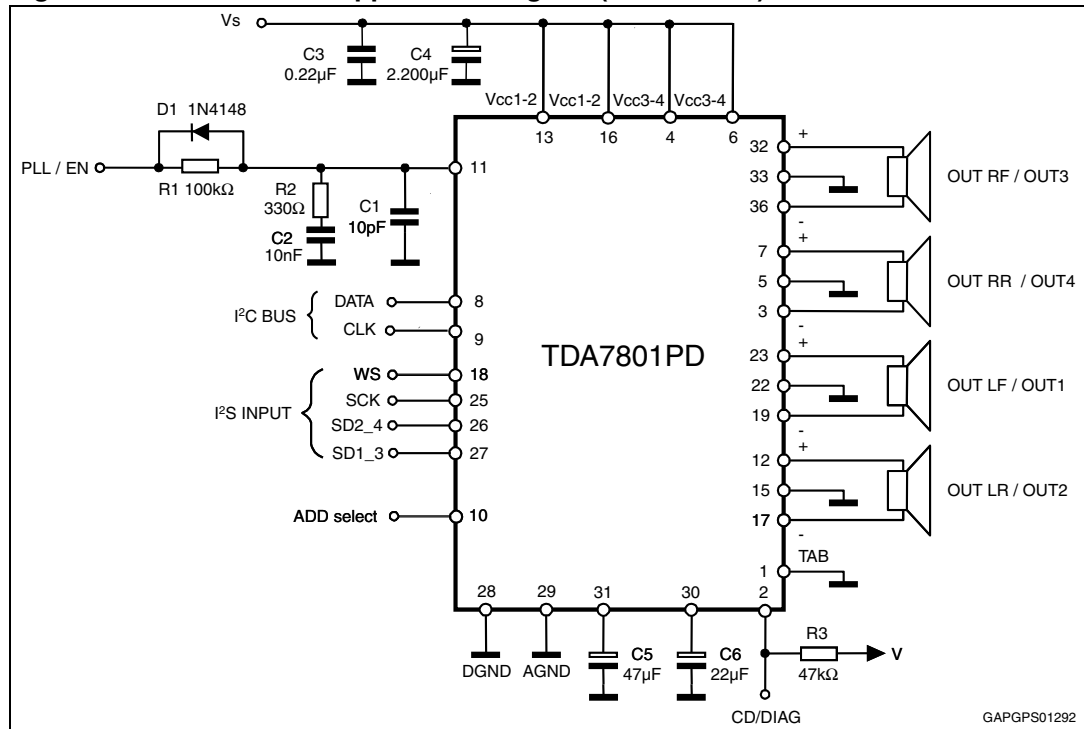 Vs
C3
0.22µF
C4
2.200µF
Vcc1-2 Vcc1-2 Vcc3-4 Vcc3-4
13 16 4 6
D1 1N4148
PLL / EN
R1 100kΩ
11
R2
330Ω
C2
10nF
C1
10pF
I²C BUS
DATA 8
CLK 9
I²S INPUT
WS 18
SCK 25
SD2_4 26
SD1_3 27
ADD select 10
TDA7801PD
32 +
33 OUT RF / OUT3
36
-
7 +
5 OUT RR / OUT4
3
-
23 +
22 OUT LF / OUT1
19
-
12 +
15 OUT LR / OUT2
17
-
TAB
1
28 29 31 30 2
DGND AGND
C5
47µF
C6
22µF
R3
47kΩ
V
CD/DIAG
GAPGPS01292